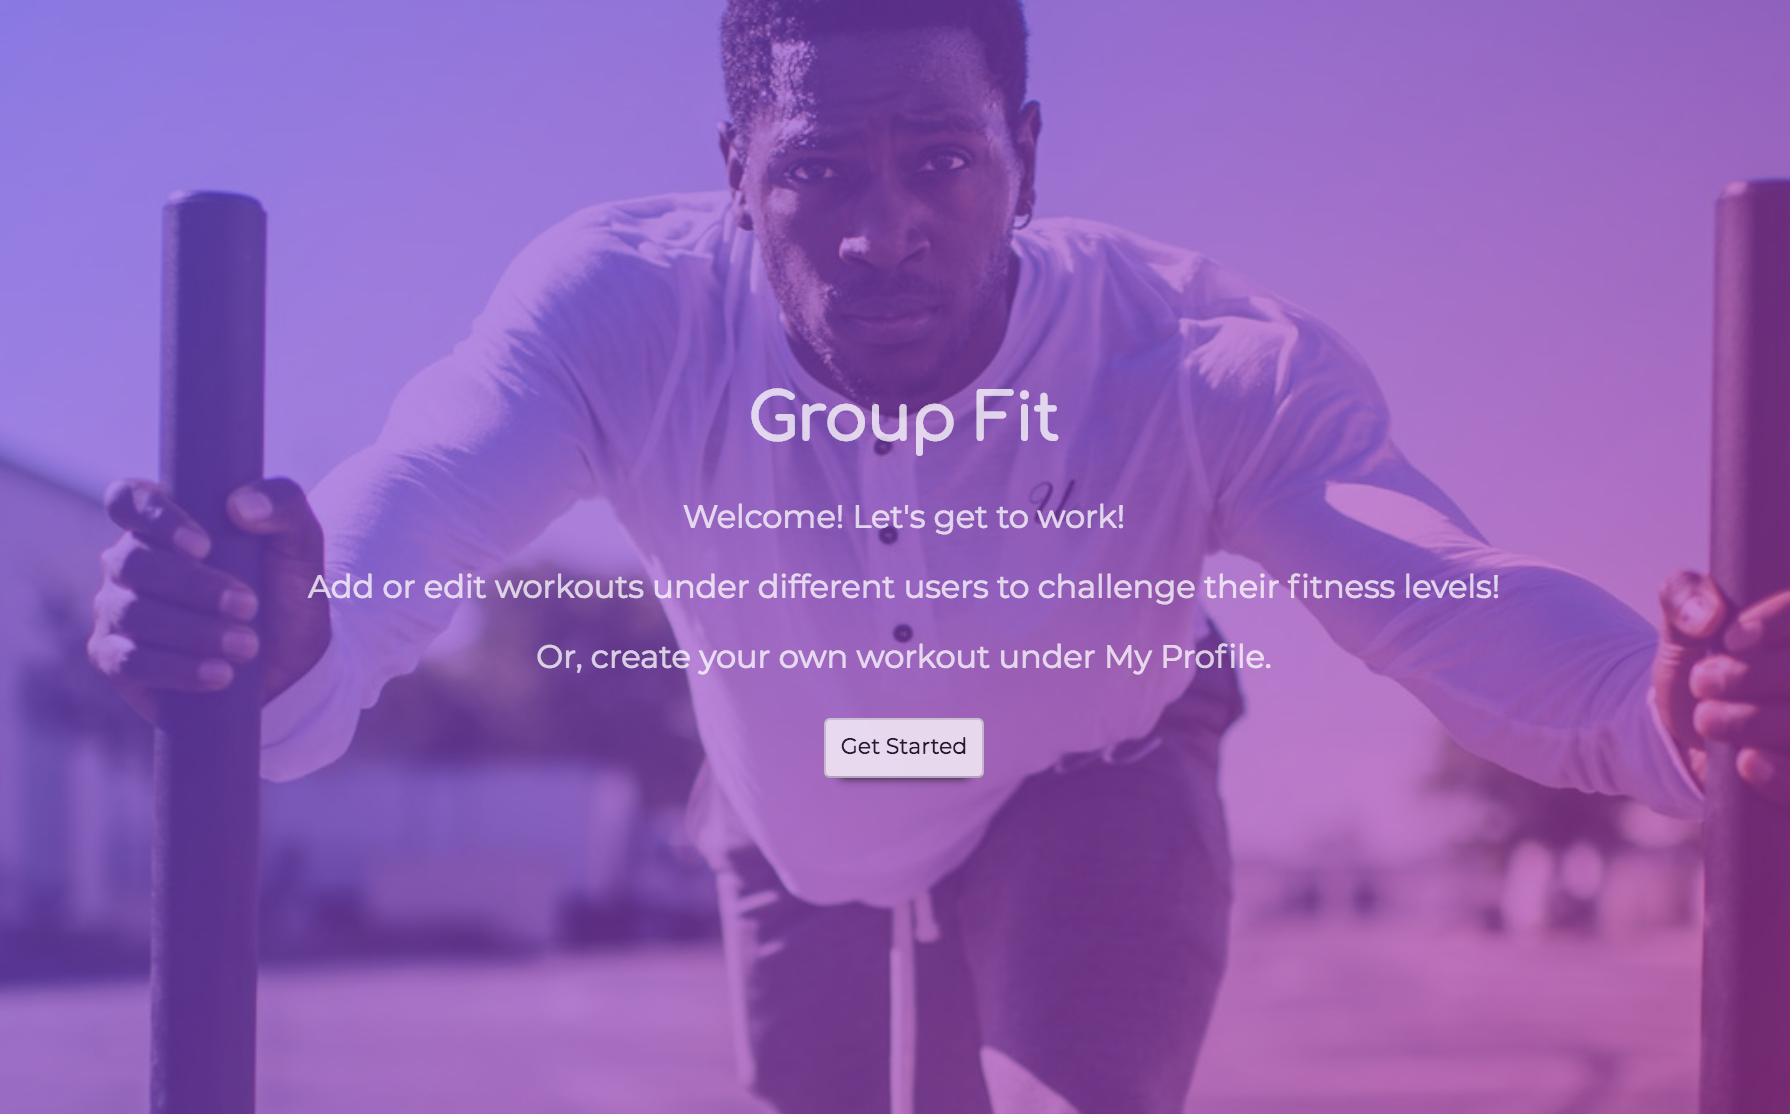 Group Fit
Welcome! Let's get to work!
Add or edit workouts under different users to challenge their fitness levels!
Or, create your own workout under My Profile.
Get Started